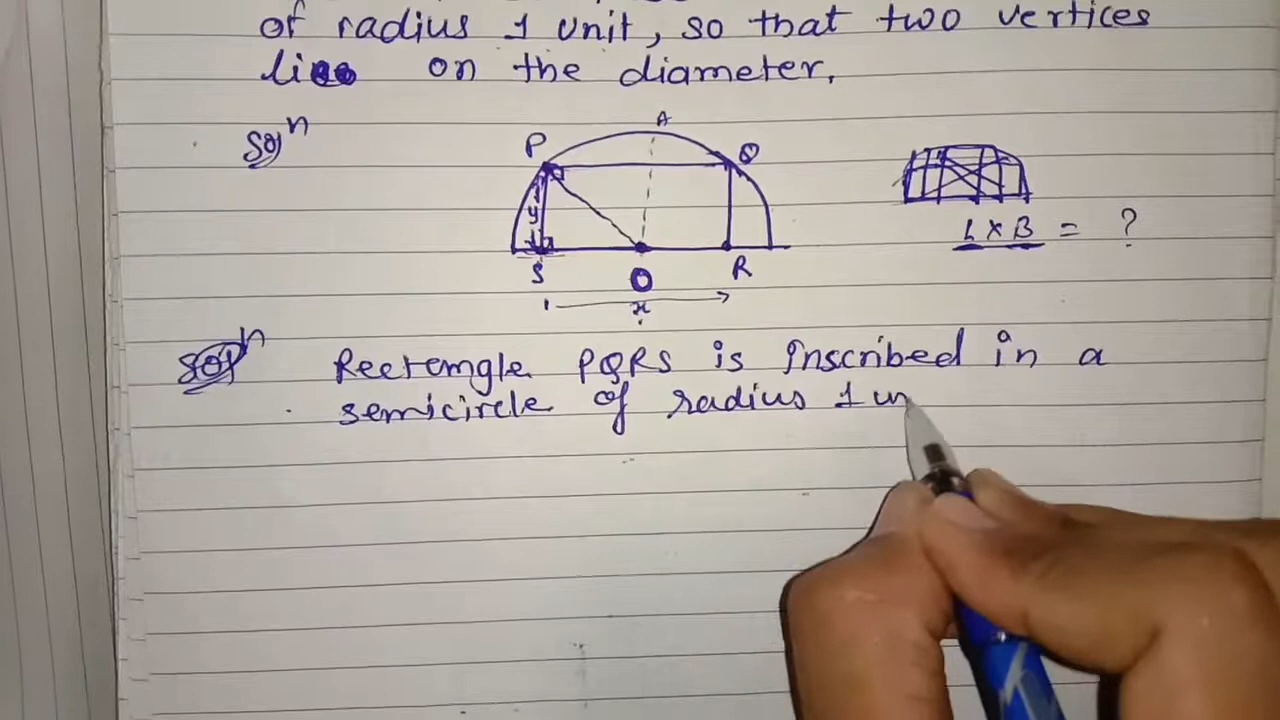 of radius 1 unit, so that two vertices
lies on the diameter.
Solⁿ
A
P
Q
y
S
O
R
x
L × B = ?
Solⁿ Rectangle PQRS is inscribed in a
semicircle of radius 1 un